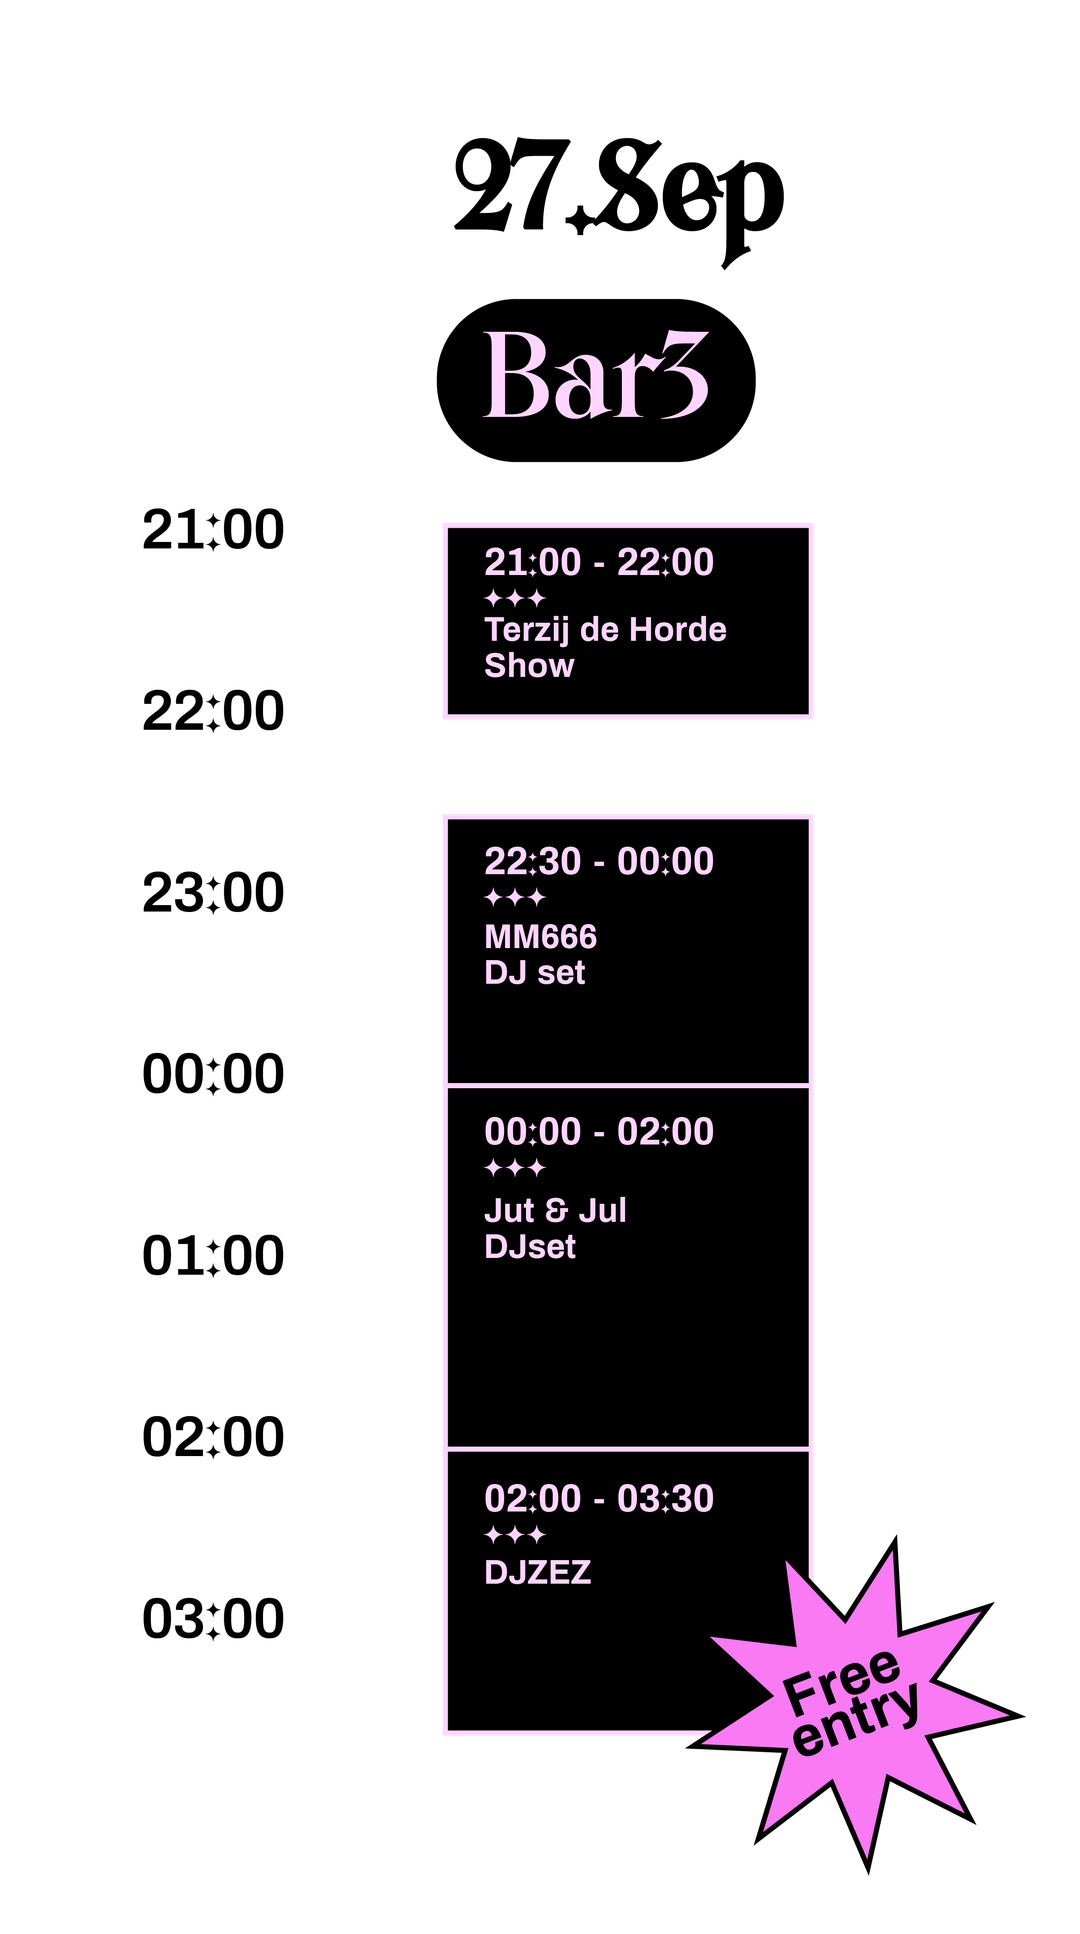 27.Sep
Bar3
21:00
21:00 - 22:00
✦✦✦
Terzij de Horde
Show
22:00
22:30 - 00:00
✦✦✦
MM666
DJ set
23:00
00:00
00:00 - 02:00
✦✦✦
Jut & Jul
DJset
01:00
02:00
02:00 - 03:30
✦✦✦
DJZEZ
03:00
Free
entry